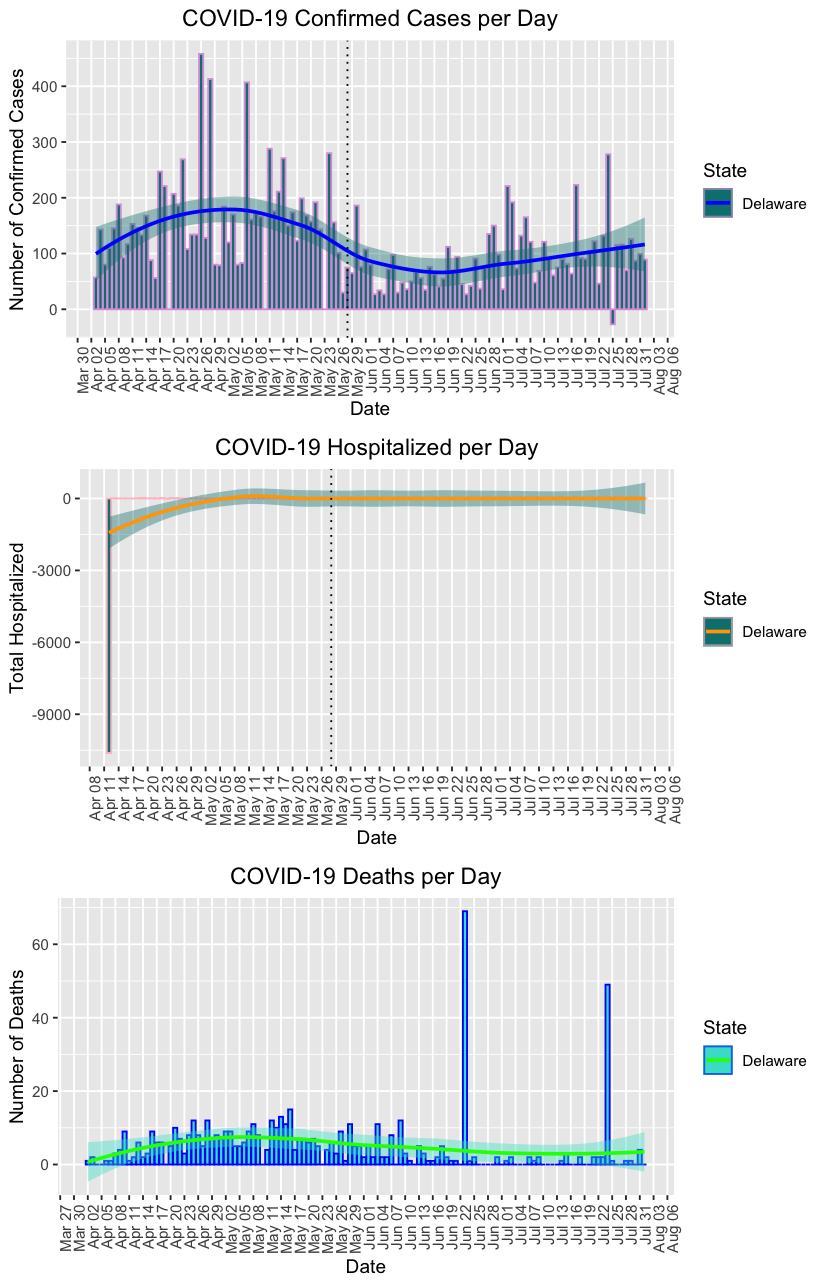 COVID-19 Confirmed Cases per Day
Number of Confirmed Cases
400
300
200
100
0
Mar 30
Apr 02
Apr 05
Apr 08
Apr 11
Apr 14
Apr 17
Apr 20
Apr 23
Apr 26
Apr 29
May 02
May 05
May 08
May 11
May 14
May 17
May 20
May 23
May 26
May 29
Jun 01
Jun 04
Jun 07
Jun 10
Jun 13
Jun 16
Jun 19
Jun 22
Jun 25
Jun 28
Jul 01
Jul 04
Jul 07
Jul 10
Jul 13
Jul 16
Jul 19
Jul 22
Jul 25
Jul 28
Jul 31
Aug 03
Aug 06
Date
State
Delaware
COVID-19 Hospitalized per Day
Total Hospitalized
0
-3000
-6000
-9000
Apr 08
Apr 11
Apr 14
Apr 17
Apr 20
Apr 23
Apr 26
Apr 29
May 02
May 05
May 08
May 11
May 14
May 17
May 20
May 23
May 26
May 29
Jun 01
Jun 04
Jun 07
Jun 10
Jun 13
Jun 16
Jun 19
Jun 22
Jun 25
Jun 28
Jul 01
Jul 04
Jul 07
Jul 10
Jul 13
Jul 16
Jul 19
Jul 22
Jul 25
Jul 28
Jul 31
Aug 03
Aug 06
Date
State
Delaware
COVID-19 Deaths per Day
Number of Deaths
60
40
20
0
Mar 27
Mar 30
Apr 02
Apr 05
Apr 08
Apr 11
Apr 14
Apr 17
Apr 20
Apr 23
Apr 26
Apr 29
May 02
May 05
May 08
May 11
May 14
May 17
May 20
May 23
May 26
May 29
Jun 01
Jun 04
Jun 07
Jun 10
Jun 13
Jun 16
Jun 19
Jun 22
Jun 25
Jun 28
Jul 01
Jul 04
Jul 07
Jul 10
Jul 13
Jul 16
Jul 19
Jul 22
Jul 25
Jul 28
Jul 31
Aug 03
Aug 06
Date
State
Delaware